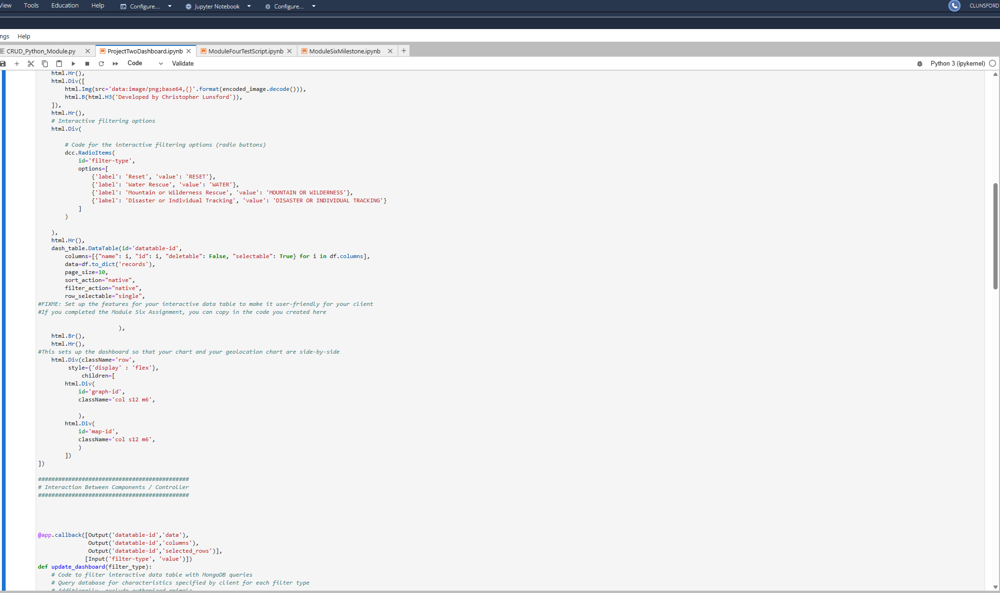 View Tools Education Help Configure.... Jupyter Notebook Configure.... CLUNSFORD
ngs Help
CRUD_Python_Module.py ProjectTwoDashboard.ipynb ModuleFourTestScript.ipynb ModuleSixMilestone.ipynb
Code Validate Python 3 (ipykernel)
    html.Hr(),
    html.Div([
        html.Img(src='data:image/png;base64,{}'.format(encoded_image.decode())),
        html.B(html.H3('Developed by Christopher Lunsford')),
    ]),
    html.Hr(),
    # Interactive filtering options
    html.Div(
        # Code for the interactive filtering options (radio buttons)
        dcc.RadioItems(
            id='filter-type',
            options=[
                {'label': 'Reset', 'value': 'RESET'},
                {'label': 'Water Rescue', 'value': 'WATER'},
                {'label': 'Mountain or Wilderness Rescue', 'value': 'MOUNTAIN OR WILDERNESS'},
                {'label': 'Disaster or Individual Tracking', 'value': 'DISASTER OR INDIVIDUAL TRACKING'}
            ]
        )
    ),
    html.Hr(),
    dash_table.DataTable(id='datatable-id',
        columns=[{"name": i, "id": i, "deletable": False, "selectable": True} for i in df.columns],
        data=df.to_dict('records'),
        page_size=10,
        sort_action="native",
        filter_action="native",
        row_selectable="single",
#FIXME: Set up the features for your interactive data table to make it user-friendly for your client
#If you completed the Module Six Assignment, you can copy in the code you created here
                        ),
    html.Br(),
    html.Hr(),
#This sets up the dashboard so that your chart and your geolocation chart are side-by-side
    html.Div(className='row',
         style={'display' : 'flex'},
             children=[
        html.Div(
            id='graph-id',
            className='col s12 m6',
            ),
        html.Div(
            id='map-id',
            className='col s12 m6',
            )
        ])
])
#############################################
# Interaction Between Components / Controller
#############################################
@app.callback([Output('datatable-id','data'),
               Output('datatable-id','columns'),
               Output('datatable-id','selected_rows')],
              [Input('filter-type', 'value')])
def update_dashboard(filter_type):
    # Code to filter interactive data table with MongoDB queries
    # Query database for characteristics specified by client for each filter type
    # Additionally, exclude euthanized animals